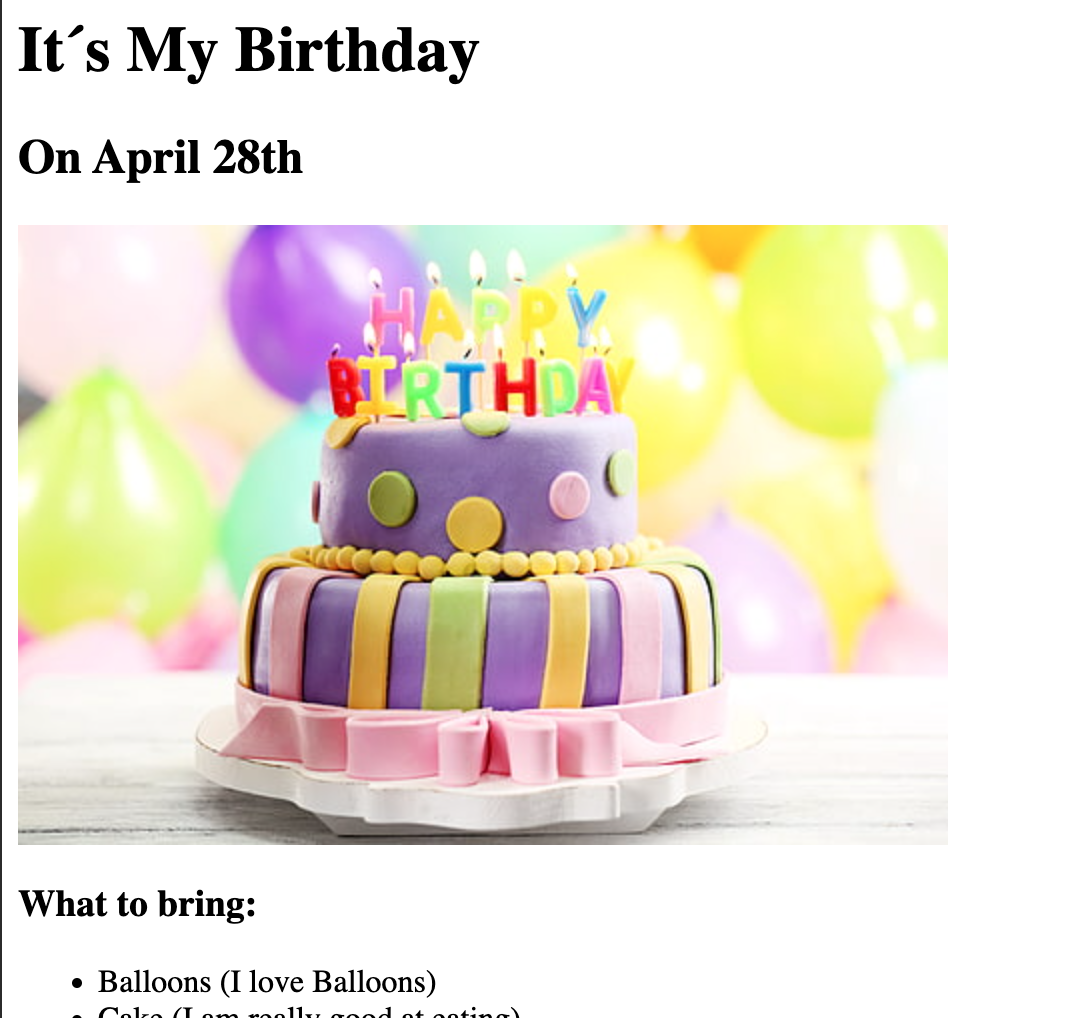 It´s My Birthday
On April 28th
HAPPY
BIRTHDAY
What to bring:
Balloons (I love Balloons)
Cake (I am really good at eating)